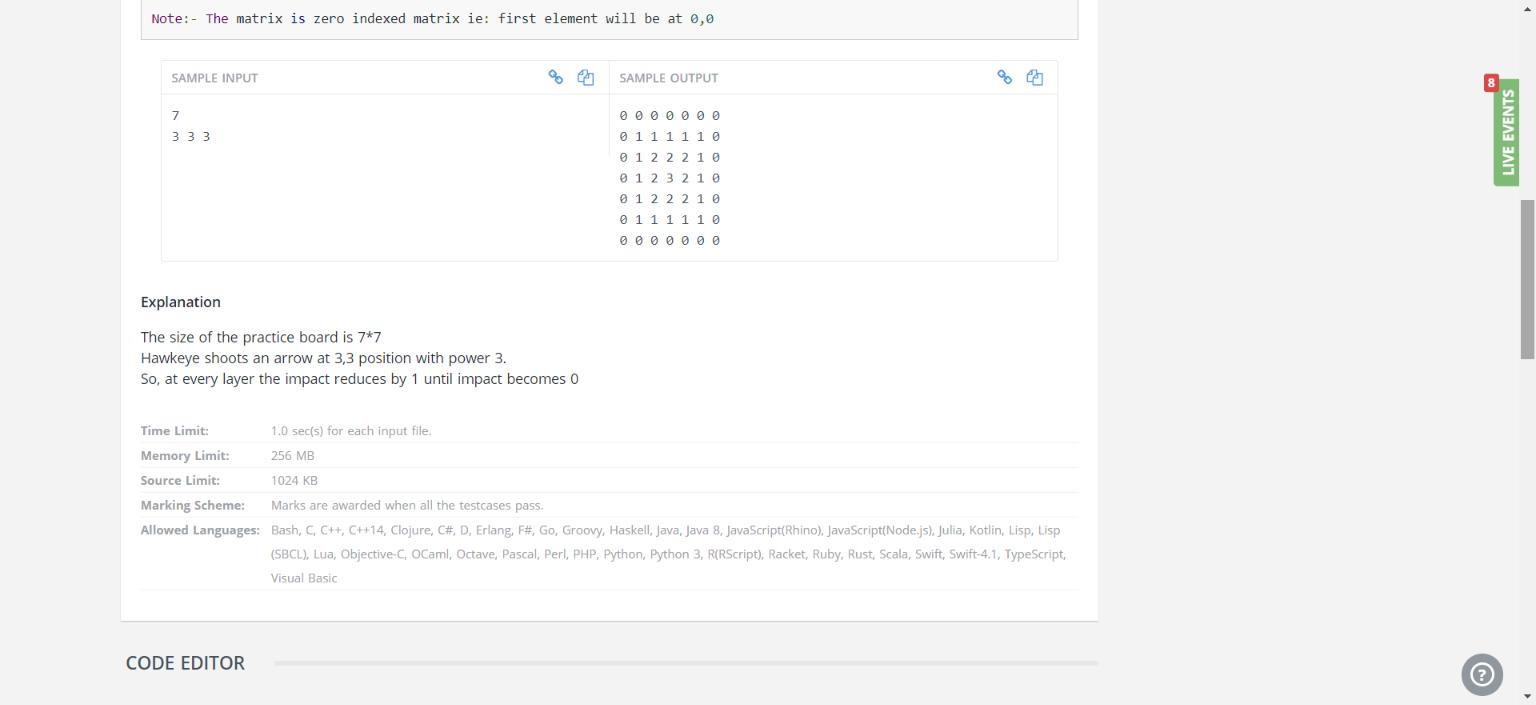 Note:- The matrix is zero indexed matrix ie: first element will be at 0,0
SAMPLE INPUT
7
3 3 3
SAMPLE OUTPUT
0 0 0 0 0 0 0
0 1 1 1 1 1 0
0 1 2 2 2 1 0
0 1 2 3 2 1 0
0 1 2 2 2 1 0
0 1 1 1 1 1 0
0 0 0 0 0 0 0
Explanation
The size of the practice board is 7*7
Hawkeye shoots an arrow at 3,3 position with power 3.
So, at every layer the impact reduces by 1 until impact becomes 0
Time Limit: 1.0 sec(s) for each input file.
Memory Limit: 256 MB
Source Limit: 1024 KB
Marking Scheme: Marks are awarded when all the testcases pass.
Allowed Languages: Bash, C, C++, C++14, Clojure, C#, D, Erlang, F#, Go, Groovy, Haskell, Java, Java 8, JavaScript(Rhino), JavaScript(Node.js), Julia, Kotlin, Lisp, Lisp
(SBCL), Lua, Objective-C, OCaml, Octave, Pascal, Perl, PHP, Python, Python 3, R(RScript), Racket, Ruby, Rust, Scala, Swift, Swift-4.1, TypeScript,
Visual Basic
CODE EDITOR
8
LIVE EVENTS
?